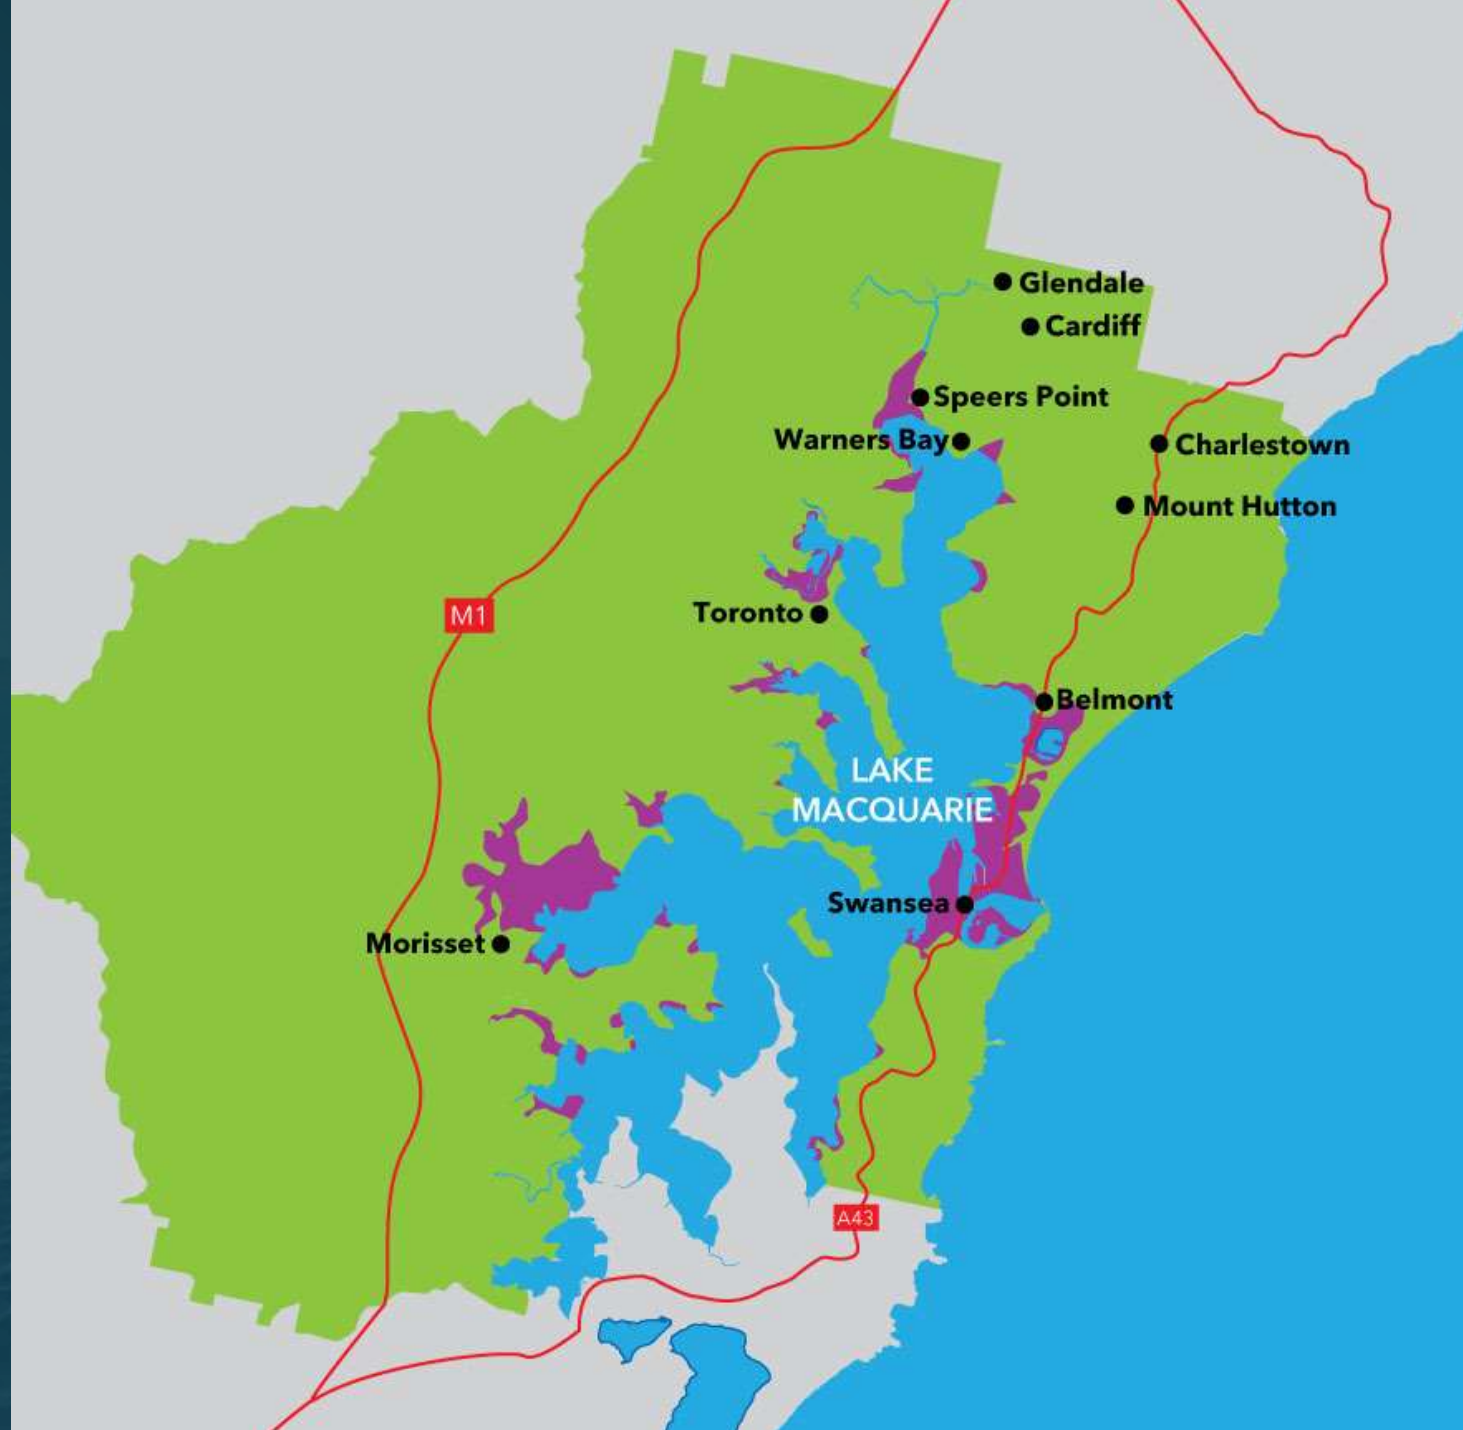 Glendale
Cardiff
Speers Point
Warners Bay
Charlestown
Mount Hutton
M1
Toronto
Belmont
LAKE
MACQUARIE
Swansea
Morisset
A43